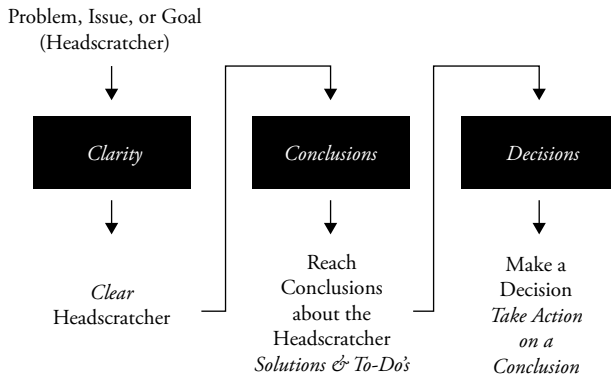 Problem, Issue, or Goal
(Headscratcher)
Clarity
Conclusions
Decisions
Clear
Headscratcher
Reach
Conclusions
about the
Headscratcher
Solutions & To-Do's
Make a
Decision
Take Action
on a
Conclusion